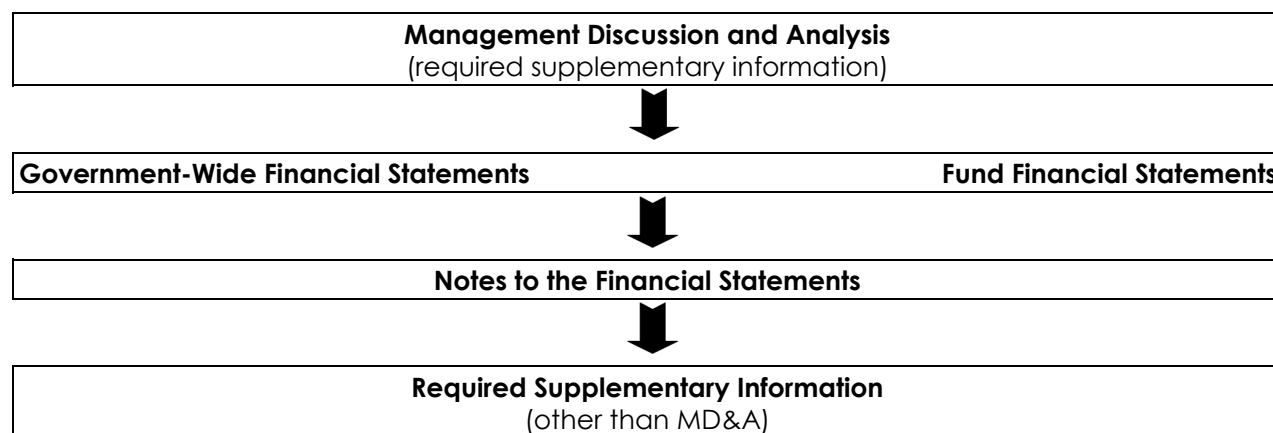 Management Discussion and Analysis
(required supplementary information)
Government-Wide Financial Statements Fund Financial Statements
Notes to the Financial Statements
Required Supplementary Information
(other than MD&A)